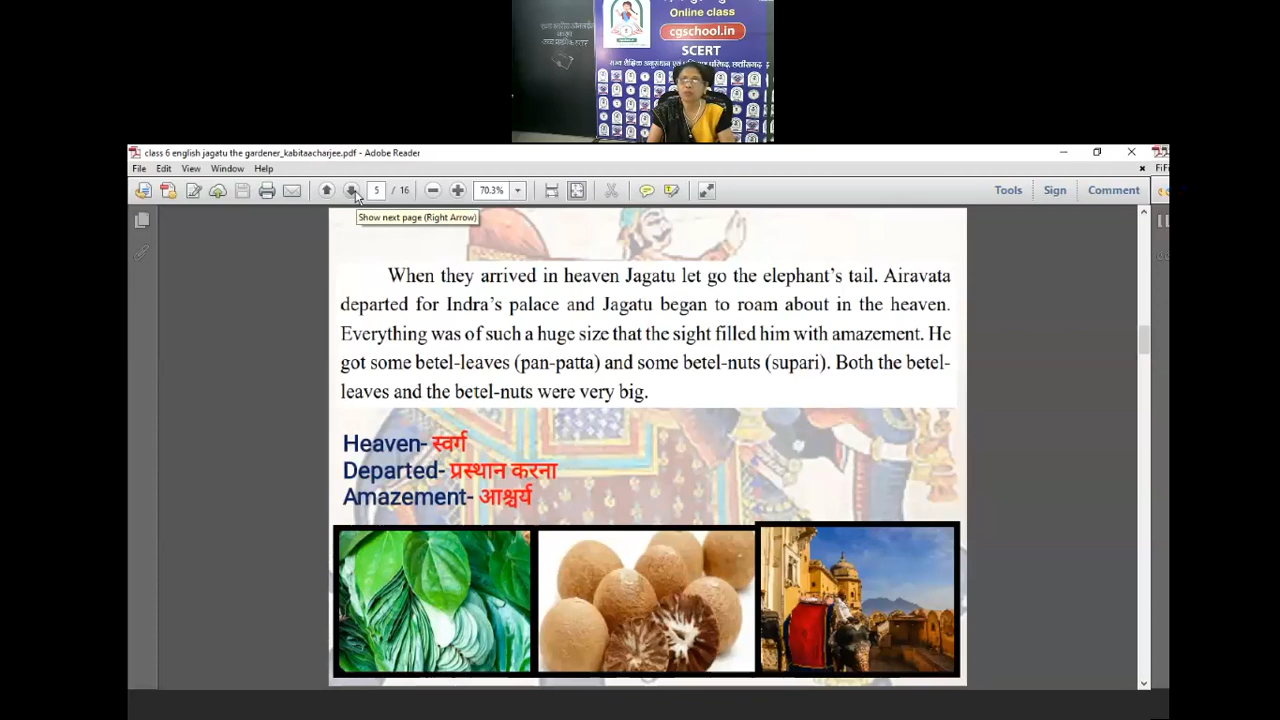 Online class
cgschool.in
SCERT
class 6 english jagatu the gardener_kabitaacharjee.pdf - Adobe Reader
File Edit View Window Help
5 / 16 70.3% Tools Sign Comment
Show next page (Right Arrow)
When they arrived in heaven Jagatu let go the elephant’s tail. Airavata
departed for Indra’s palace and Jagatu began to roam about in the heaven.
Everything was of such a huge size that the sight filled him with amazement. He
got some betel-leaves (pan-patta) and some betel-nuts (supari). Both the betel-
leaves and the betel-nuts were very big.
Heaven- स्वर्ग
Departed- प्रस्थान करना
Amazement- आश्चर्य